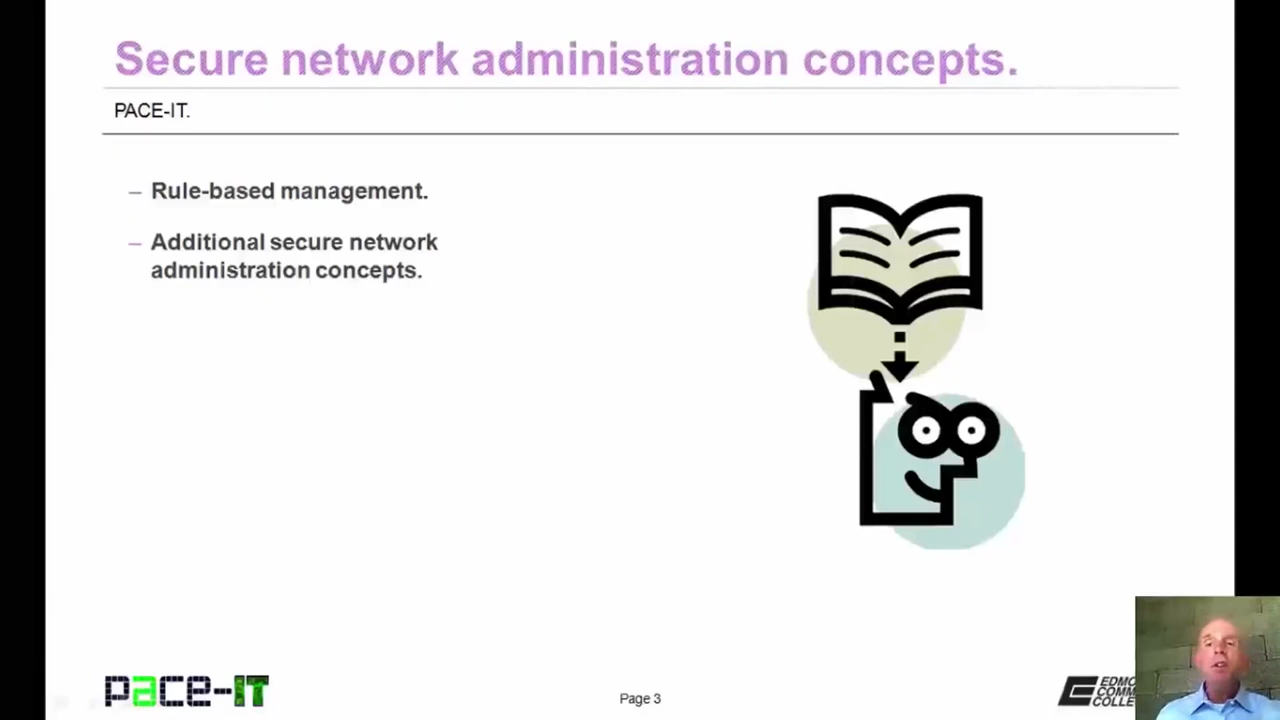 Secure network administration concepts.
PACE-IT.
– Rule-based management.
– Additional secure network
administration concepts.
pace-IT
Page 3